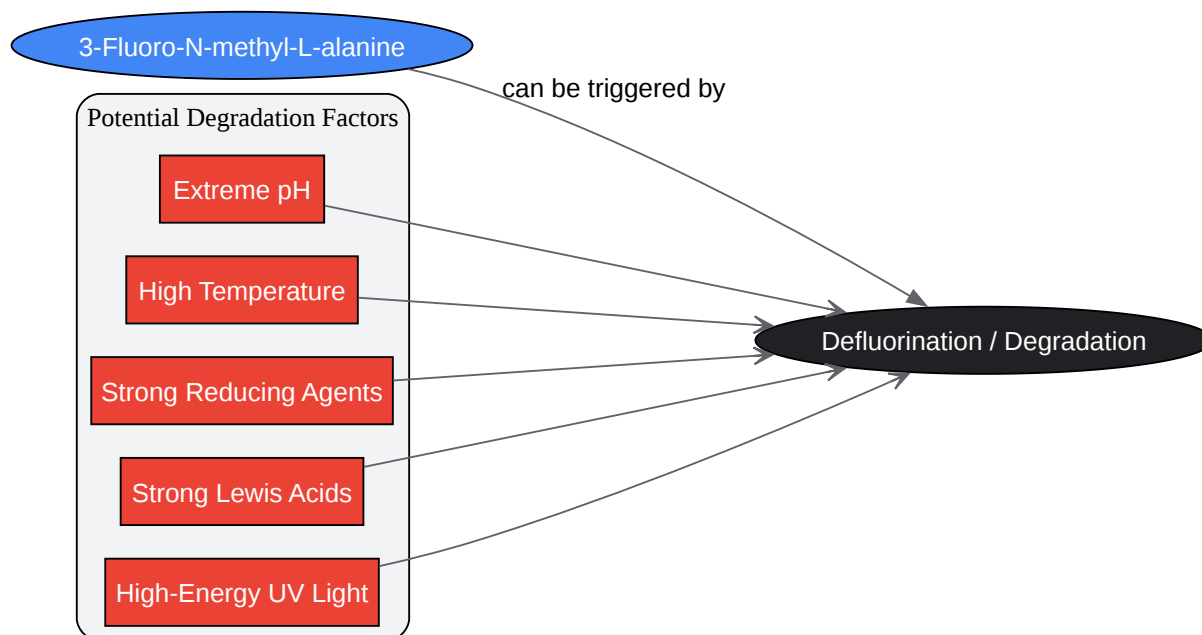 3-Fluoro-N-methyl-L-alanine
can be triggered by
Potential Degradation Factors
Extreme pH
High Temperature
Strong Reducing Agents
Strong Lewis Acids
High-Energy UV Light
Defluorination / Degradation